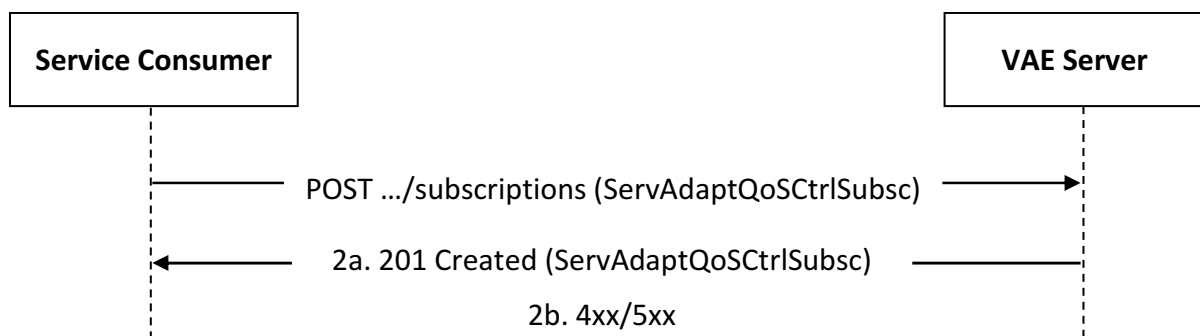 Service Consumer
VAE Server
POST .../subscriptions (ServAdaptQoSCtrlSubsc)
2a. 201 Created (ServAdaptQoSCtrlSubsc)
2b. 4xx/5xx